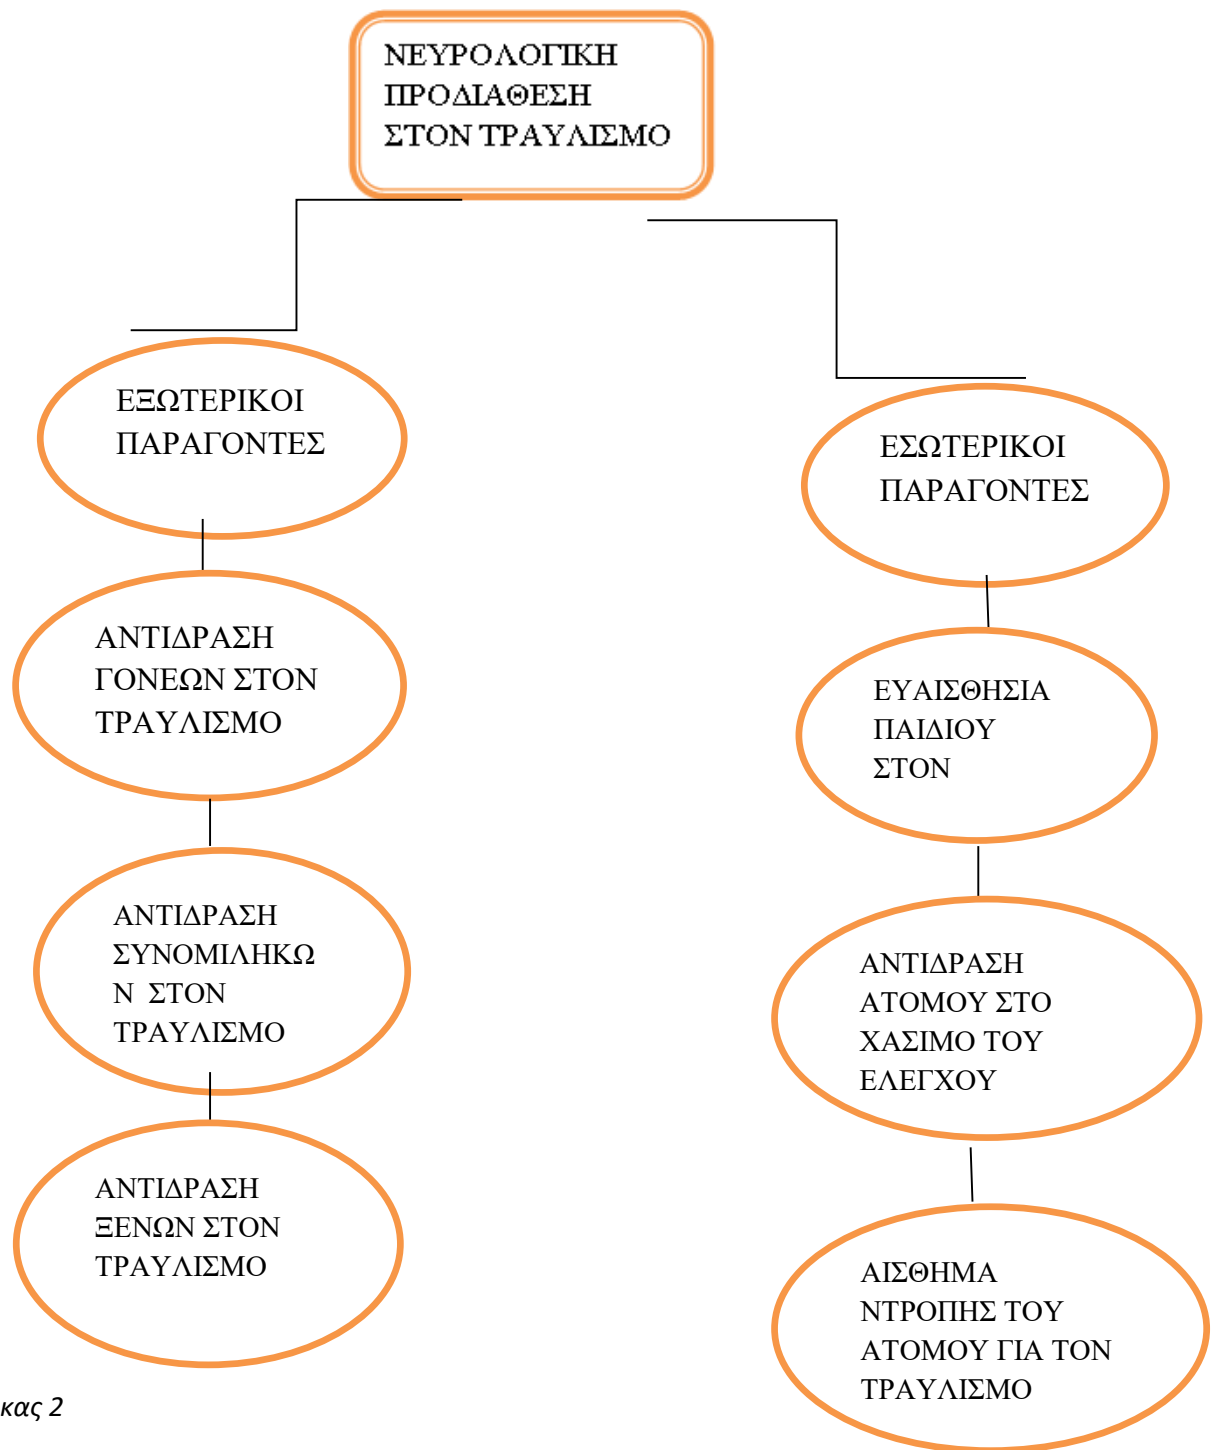 ΝΕΥΡΟΛΟΓΙΚΗ
ΠΡΟΔΙΑΘΕΣΗ
ΣΤΟΝ ΤΡΑΥΛΙΣΜΟ
ΕΞΩΤΕΡΙΚΟΙ
ΠΑΡΑΓΟΝΤΕΣ
ΑΝΤΙΔΡΑΣΗ
ΓΟΝΕΩΝ ΣΤΟΝ
ΤΡΑΥΛΙΣΜΟ
ΑΝΤΙΔΡΑΣΗ
ΣΥΝΟΜΙΛΗΚΩ
Ν ΣΤΟΝ
ΤΡΑΥΛΙΣΜΟ
ΑΝΤΙΔΡΑΣΗ
ΞΕΝΩΝ ΣΤΟΝ
ΤΡΑΥΛΙΣΜΟ
ΕΣΩΤΕΡΙΚΟΙ
ΠΑΡΑΓΟΝΤΕΣ
ΕΥΑΙΣΘΗΣΙΑ
ΠΑΙΔΙΟΥ
ΣΤΟΝ
ΑΝΤΙΔΡΑΣΗ
ΑΤΟΜΟΥ ΣΤΟ
ΧΑΣΙΜΟ ΤΟΥ
ΕΛΕΓΧΟΥ
ΑΙΣΘΗΜΑ
ΝΤΡΟΠΗΣ ΤΟΥ
ΑΤΟΜΟΥ ΓΙΑ ΤΟΝ
ΤΡΑΥΛΙΣΜΟ
κας 2